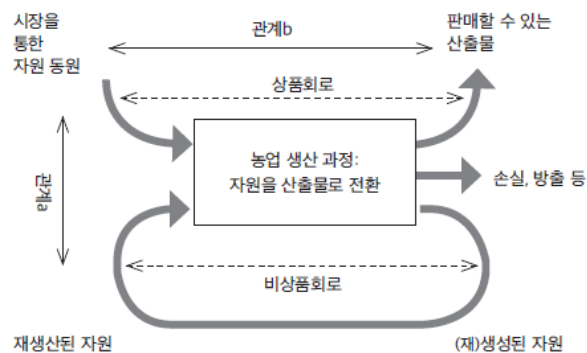 시장을
통한
자원 동원
관계b
판매할 수 있는
산출물
상품회로
관계a
농업 생산 과정:
자원을 산출물로 전환
손실, 방출 등
비상품회로
재생산된 자원
(재)생성된 자원